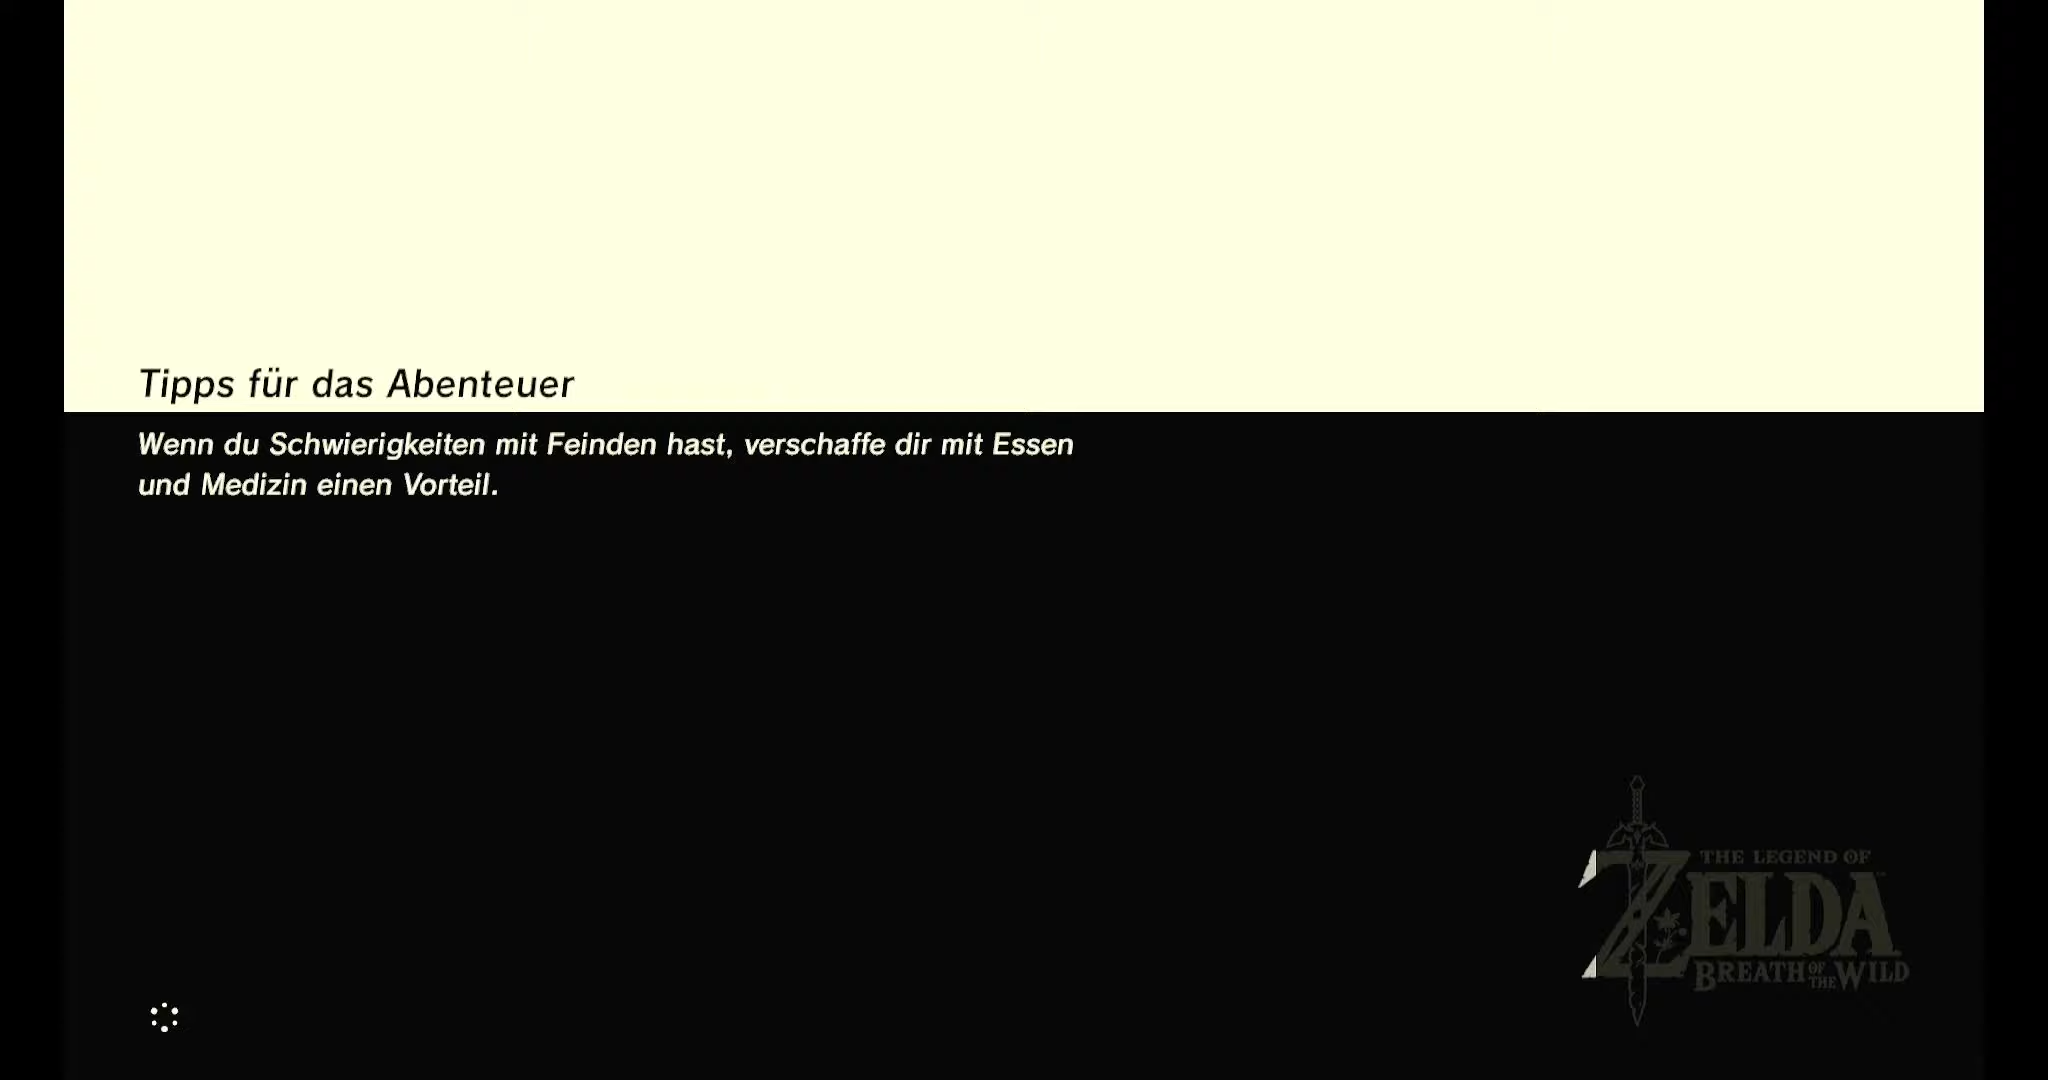 Tipps für das Abenteuer
Wenn du Schwierigkeiten mit Feinden hast, verschaffe dir mit Essen
und Medizin einen Vorteil.
THE LEGEND OF
ZELDA
BREATH OF THE WILD